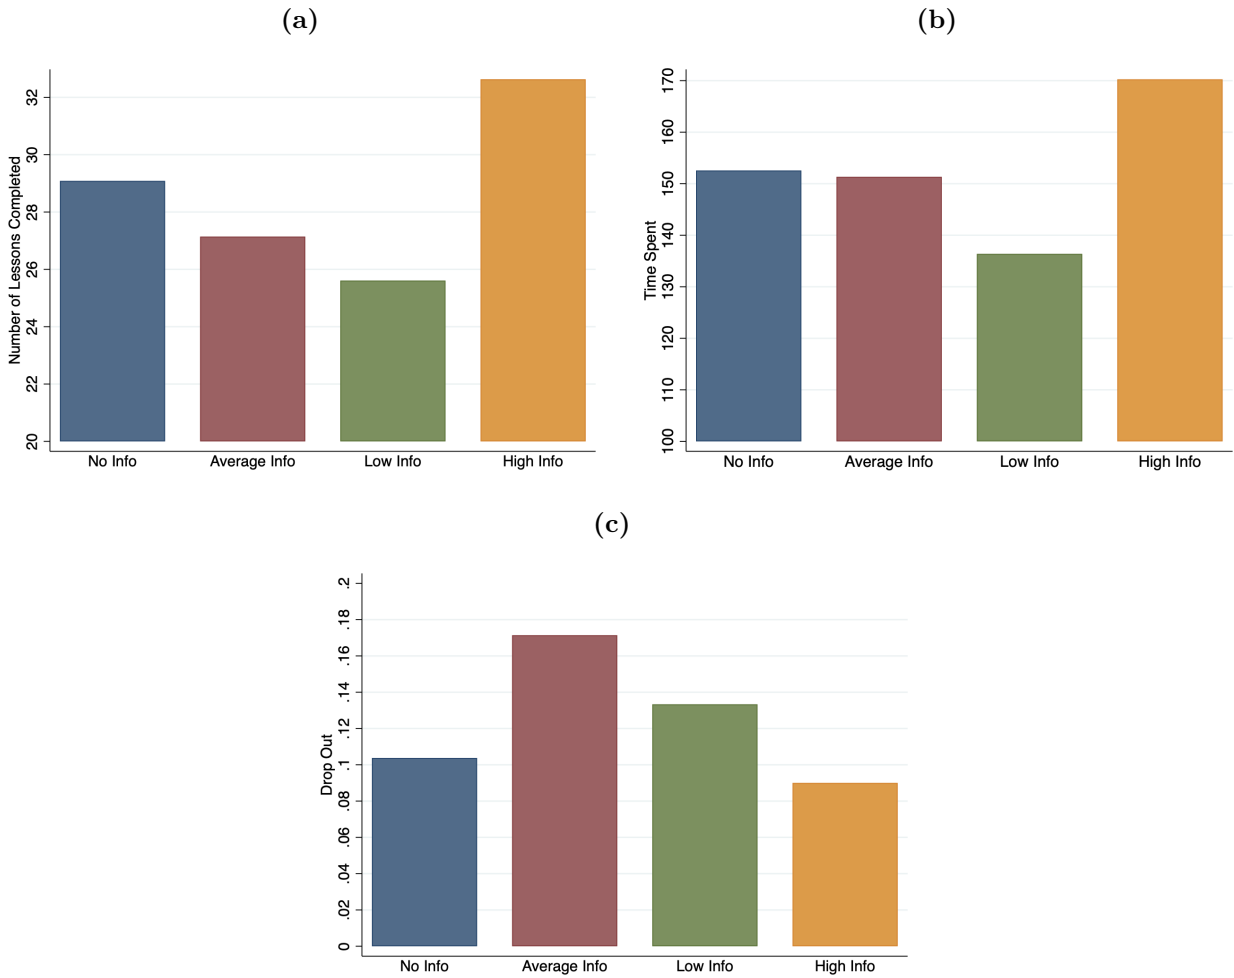 (a)
Number of Lessons Completed
32
30
28
26
24
22
20
No Info Average Info Low Info High Info
(b)
Time Spent
170
160
150
140
130
120
110
100
No Info Average Info Low Info High Info
(c)
Drop Out
.2
.18
.16
.14
.12
.1
.08
.06
.04
.02
0
No Info Average Info Low Info High Info